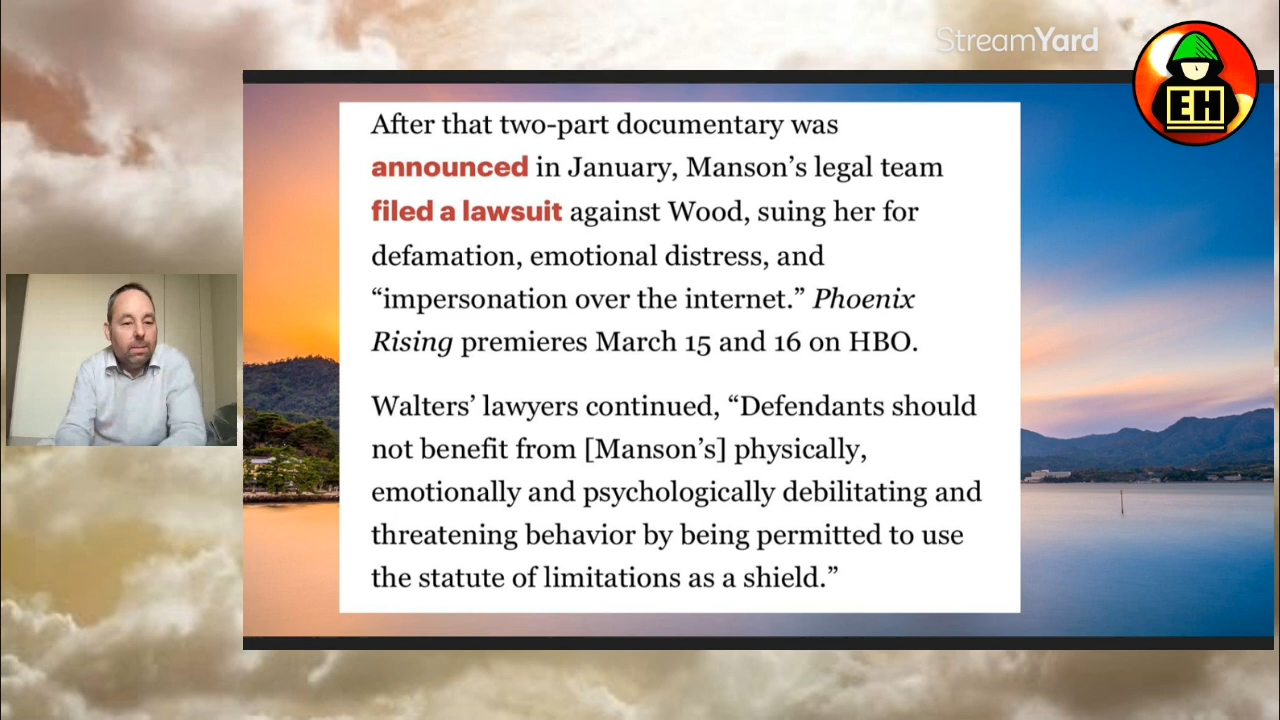 StreamYard
EH
After that two-part documentary was
announced in January, Manson’s legal team
filed a lawsuit against Wood, suing her for
defamation, emotional distress, and
“impersonation over the internet.” Phoenix
Rising premieres March 15 and 16 on HBO.
Walters’ lawyers continued, “Defendants should
not benefit from [Manson’s] physically,
emotionally and psychologically debilitating and
threatening behavior by being permitted to use
the statute of limitations as a shield.”